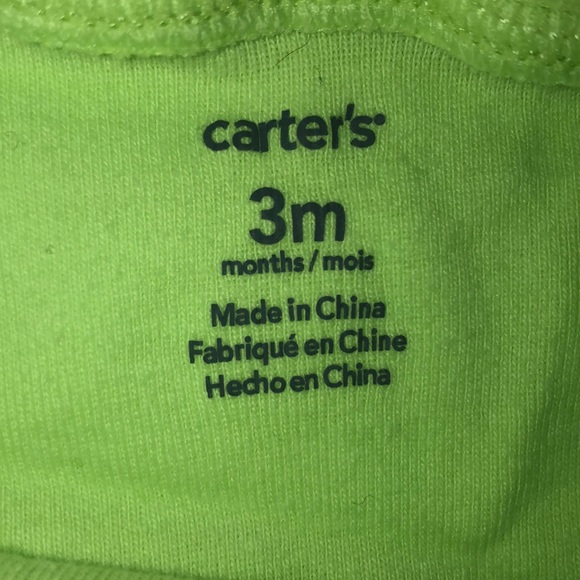 carter's
3m
months / mois
Made in China
Fabriqué en Chine
Hecho en China